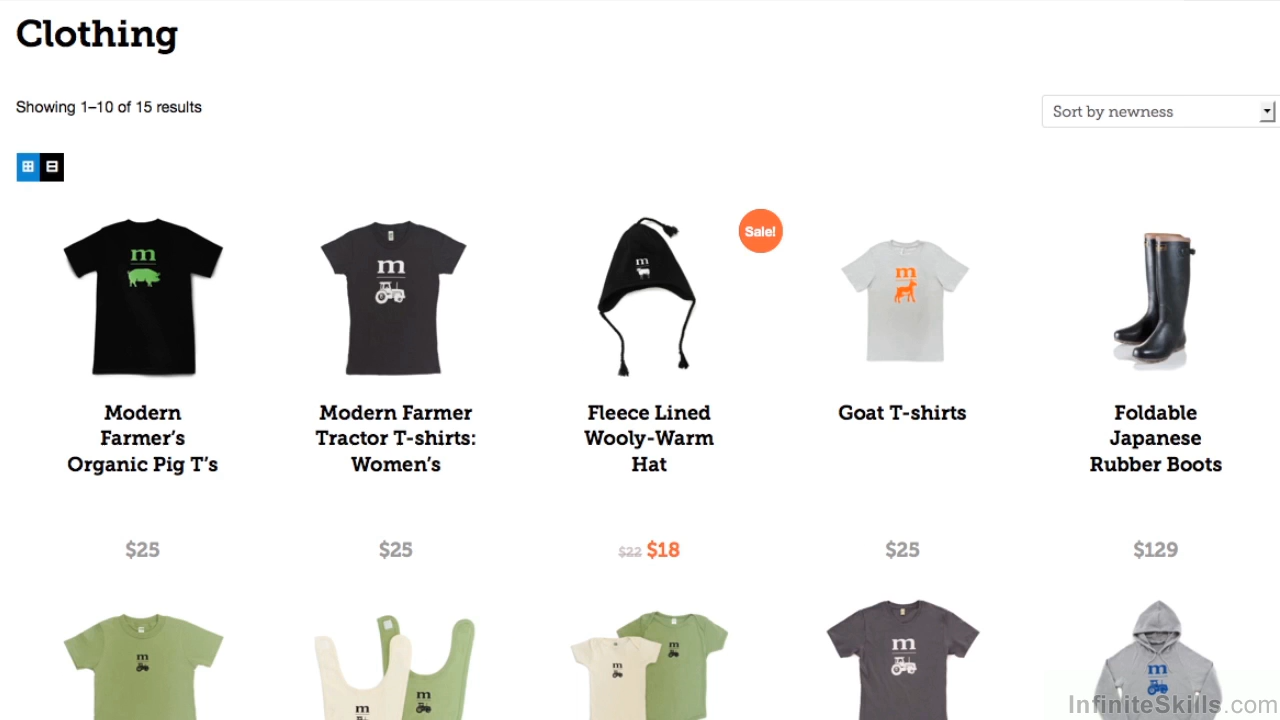 Clothing
Showing 1–10 of 15 results
Sort by newness
m
m
m
Sale!
m
Modern
Farmer’s
Organic Pig T’s
Modern Farmer
Tractor T-shirts:
Women’s
Fleece Lined
Wooly-Warm
Hat
Goat T-shirts
Foldable
Japanese
Rubber Boots
$25
$25
$22 $18
$25
$129
m
m
m
m
m
m
m
InfiniteSkills.com